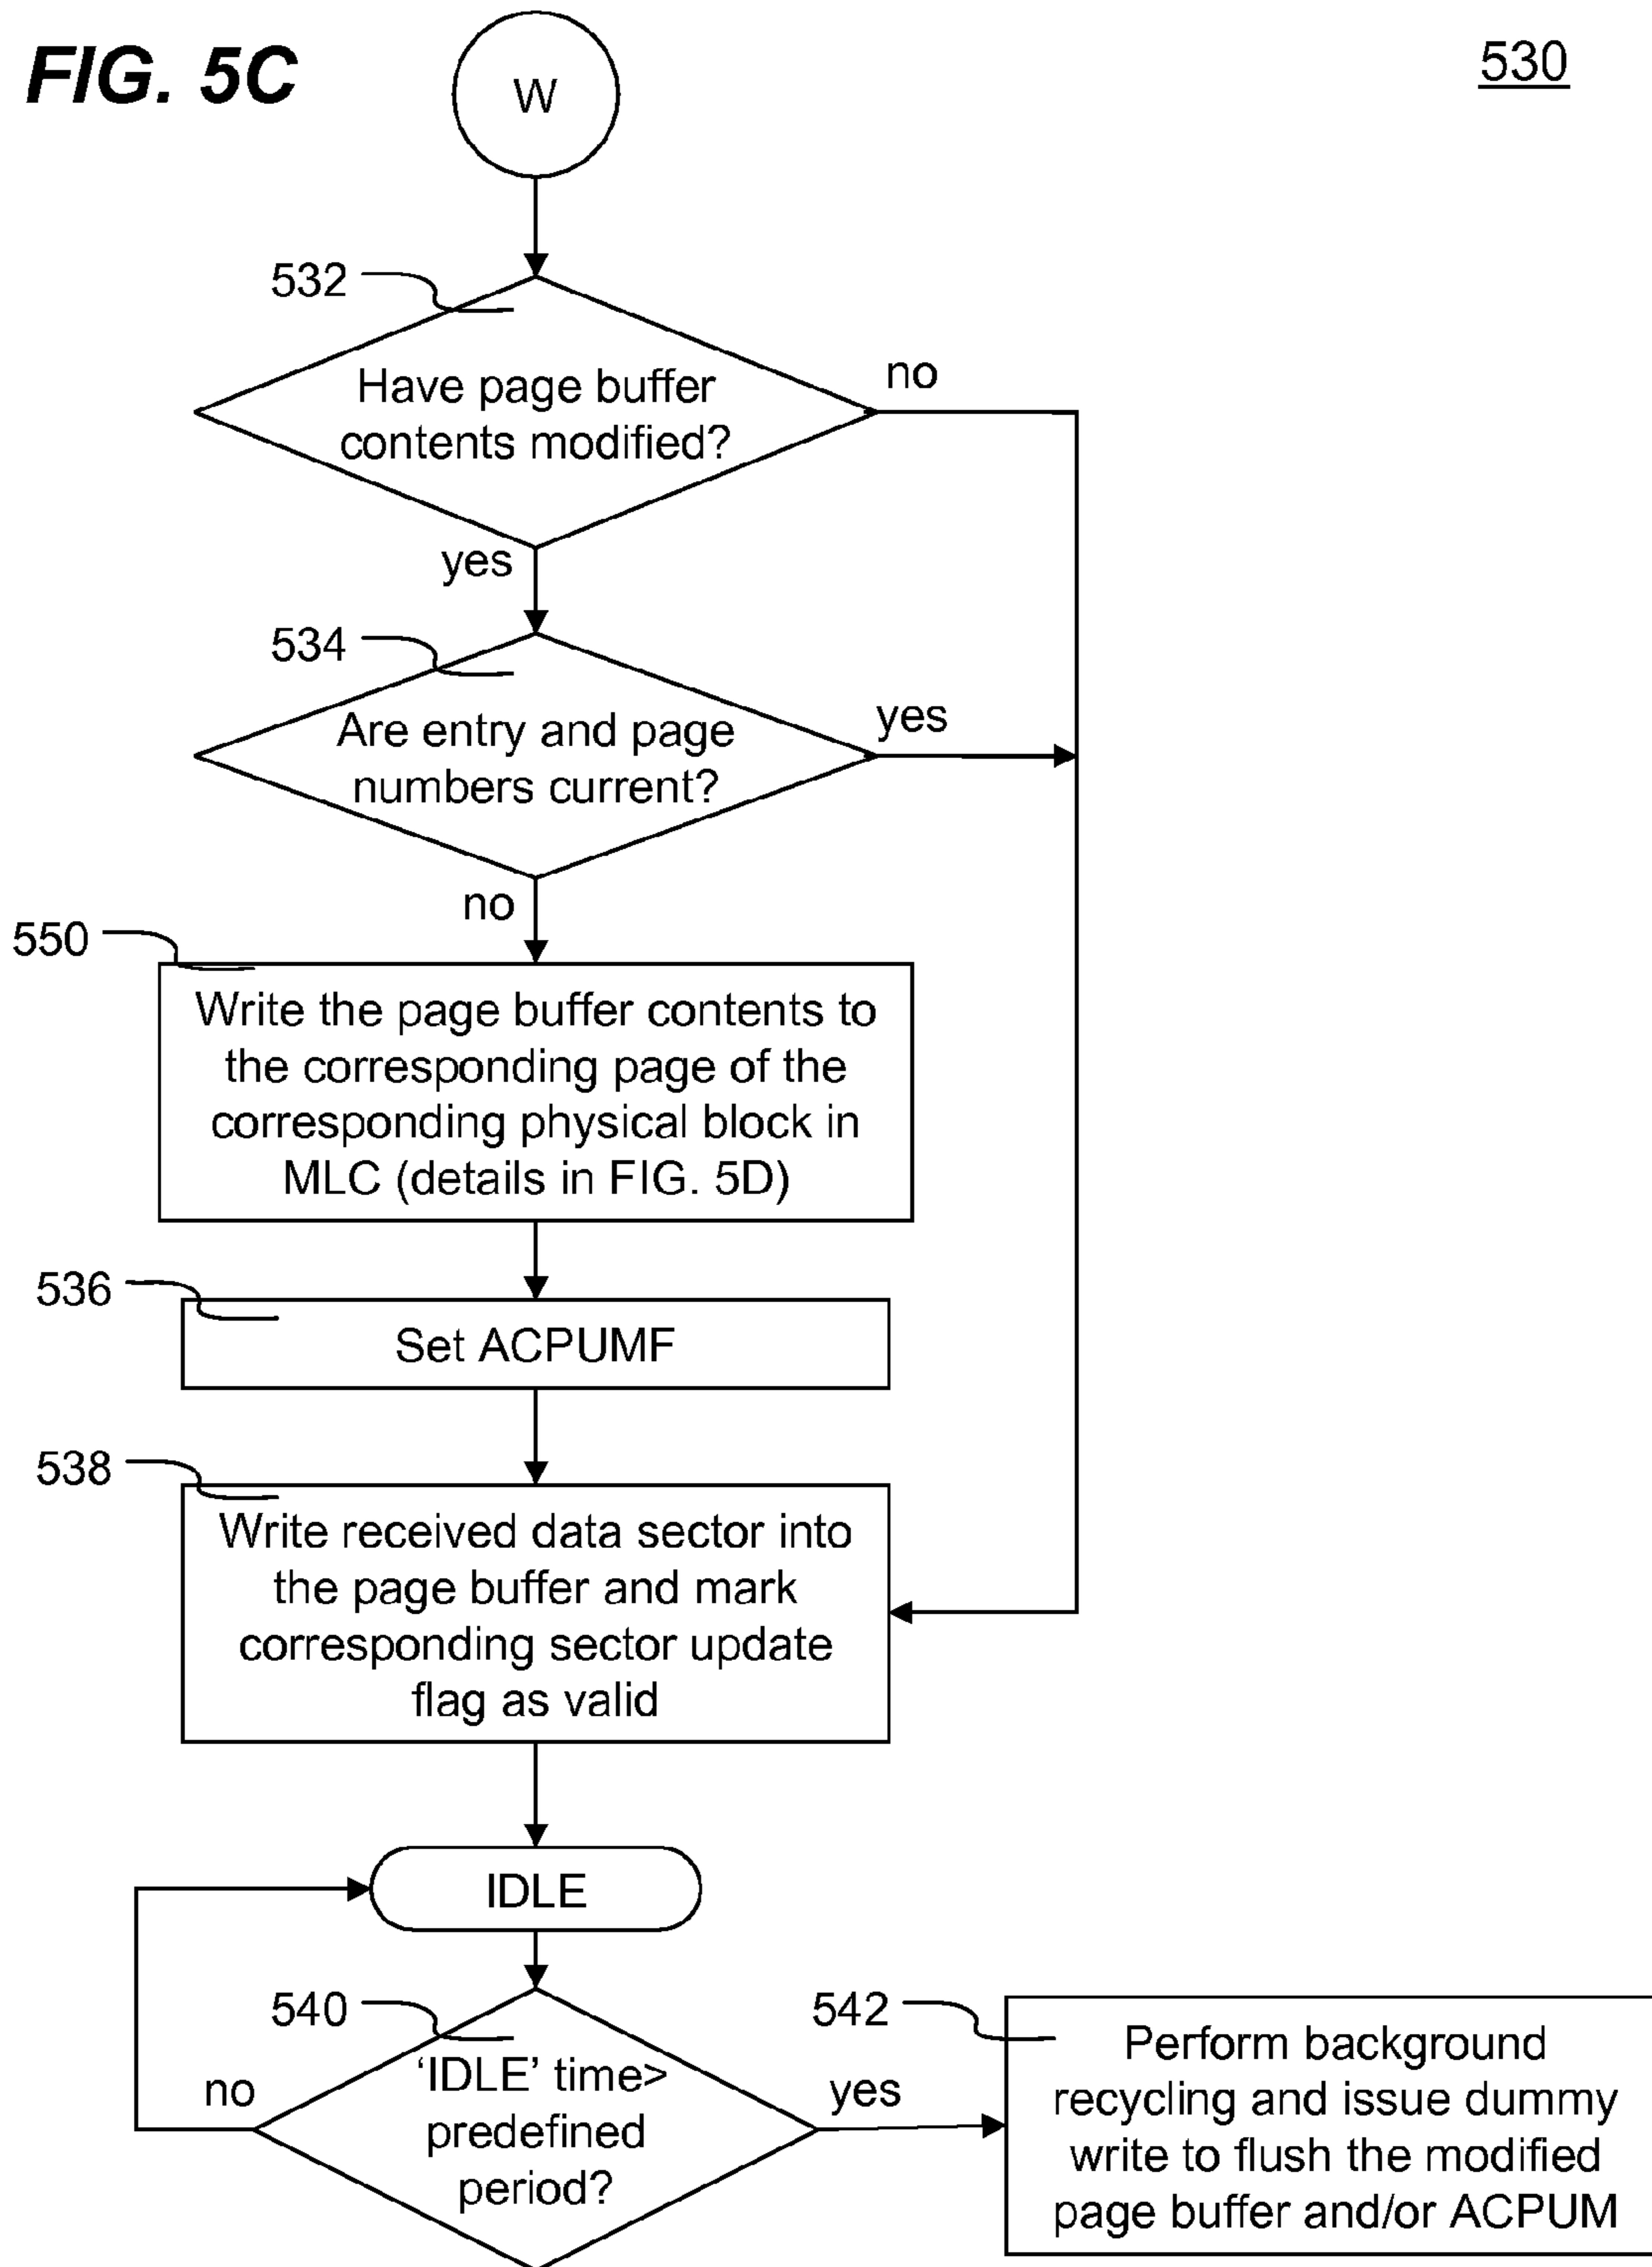 FIG. 5C
530
W
532
Have page buffer
contents modified?
no
yes
534
Are entry and page
numbers current?
yes
no
550
Write the page buffer contents to
the corresponding page of the
corresponding physical block in
MLC (details in FIG. 5D)
536
Set ACPUMF
538
Write received data sector into
the page buffer and mark
corresponding sector update
flag as valid
IDLE
540
‘IDLE’ time>
predefined
period?
no
yes
542
Perform background
recycling and issue dummy
write to flush the modified
page buffer and/or ACPUM